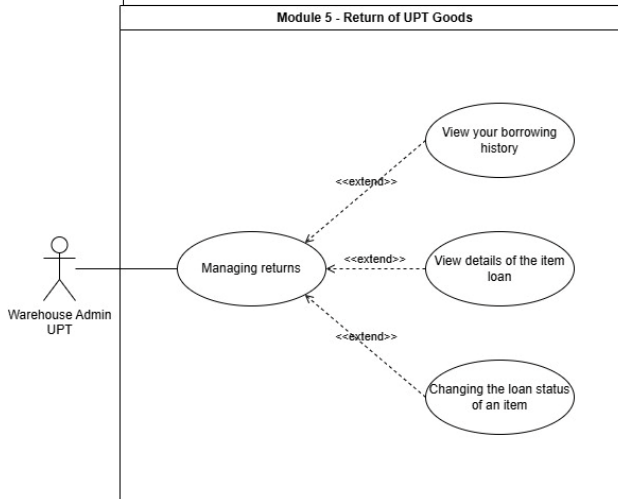 Module 5 - Return of UPT Goods
View your borrowing
history
<<extend>>
Managing returns
<<extend>>
View details of the item
loan
Warehouse Admin
UPT
<<extend>>
Changing the loan status
of an item